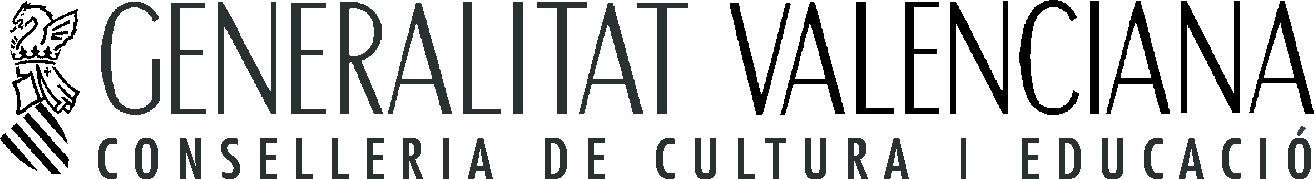 GENERALITAT VALENCIANA
CONSELLERIA DE CULTURA I EDUCACIÓ